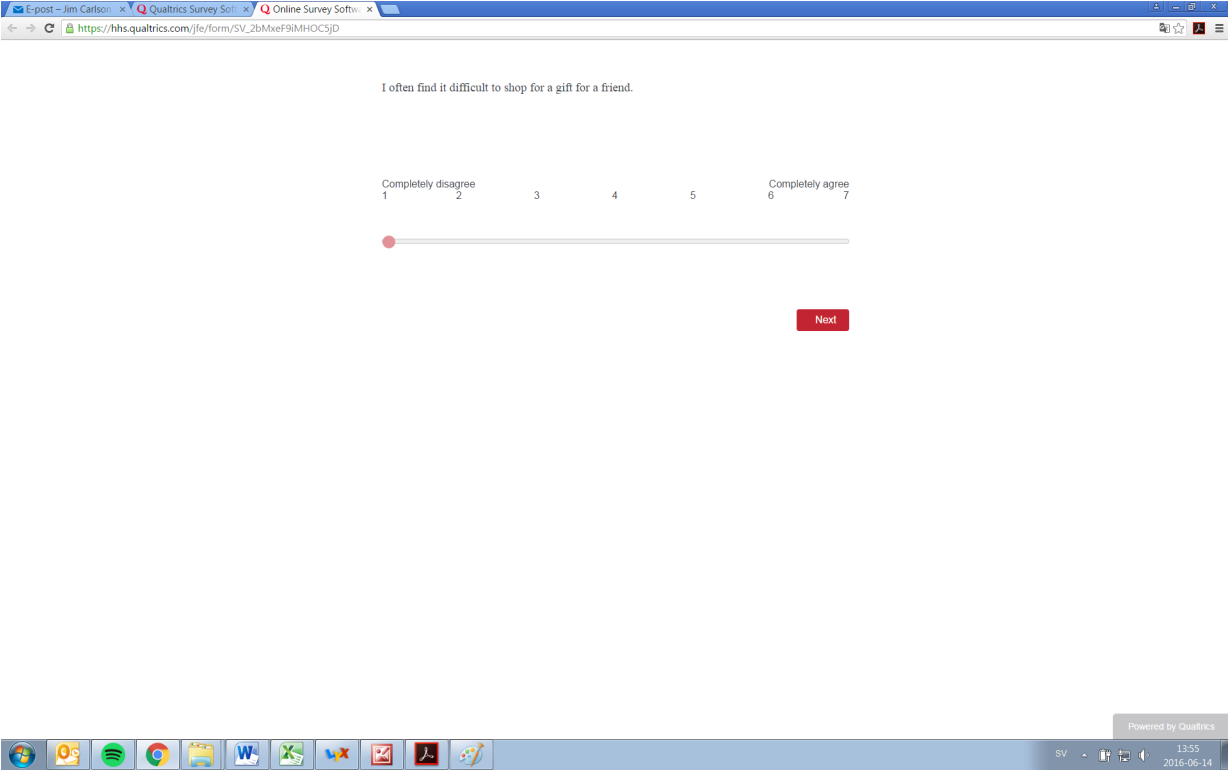 E-post – Jim Carlson
Qualtrics Survey Soft
Online Survey Softwa
https://hhs.qualtrics.com/jfe/form/SV_2bMxeF9iMHOC5jD
I often find it difficult to shop for a gift for a friend.
Completely disagree Completely agree
1 2 3 4 5 6 7
Next
Powered by Qualtrics
SV
13:55
2016-06-14